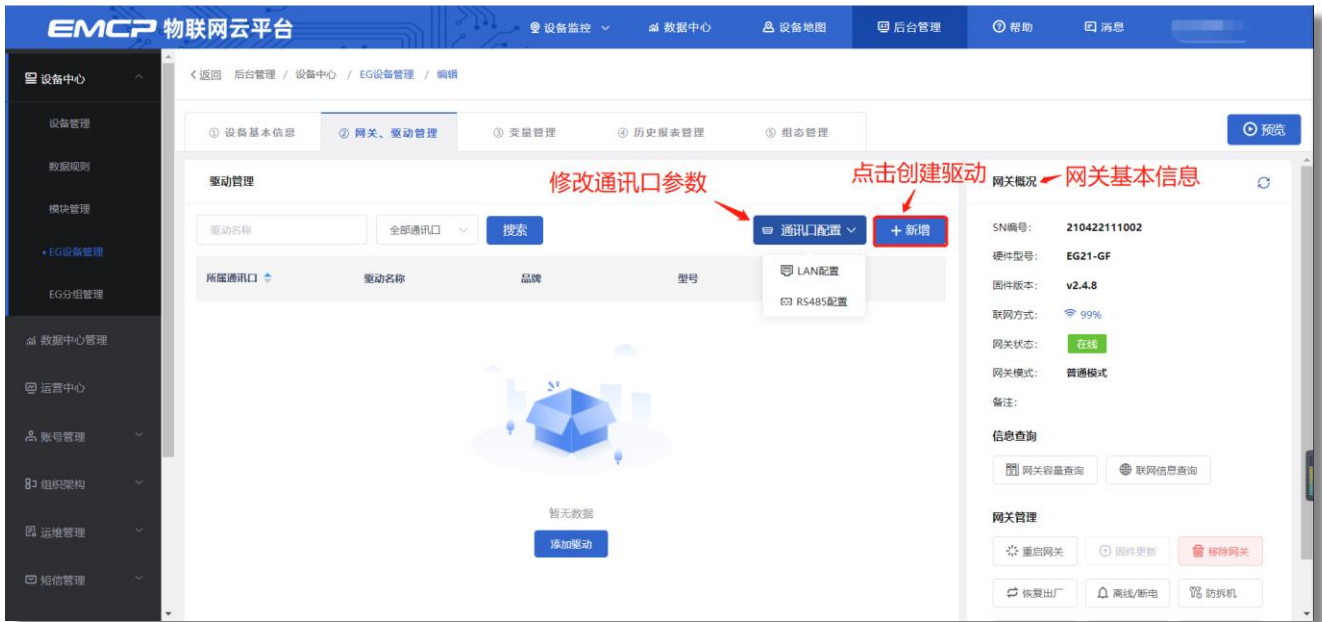 EMCP 物联网云平台
设备监控
数据中心
设备地图
后台管理
帮助
消息
设备中心
设备管理
数据规则
模块管理
EG设备管理
EG分组管理
数据中心管理
运营中心
账号管理
组织架构
运维管理
短信管理
返回 后台管理 / 设备中心 / EG设备管理 / 编辑
① 设备基本信息
② 网关、驱动管理
③ 变量管理
④ 历史报表管理
⑤ 组态管理
预览
驱动管理
修改通讯口参数
点击创建驱动
驱动名称
全部通讯口
搜索
通讯口配置
+ 新增
LAN配置
RS485配置
所属通讯口
驱动名称
品牌
型号
暂无数据
添加驱动
网关概况
网关基本信息
SN编号: 210422111002
硬件型号: EG21-GF
固件版本: v2.4.8
联网方式: 99%
网关状态: 在线
网关模式: 普通模式
备注:
信息查询
网关容量查询
联网信息查询
网关管理
重启网关
固件更新
移除网关
恢复出厂
离线/断电
防拆机